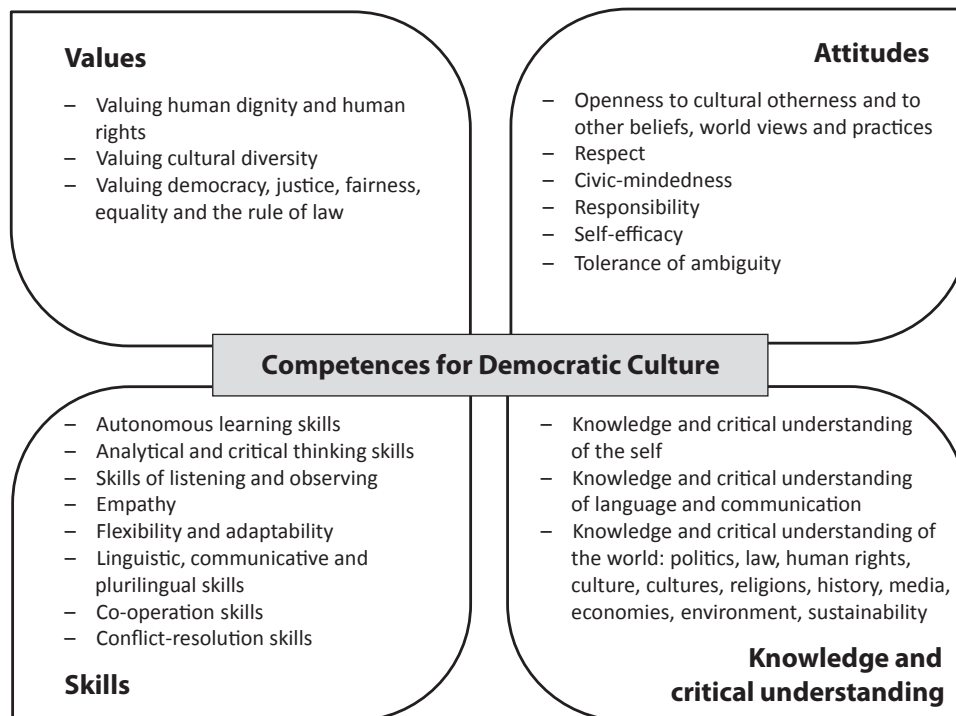 Values
– Valuing human dignity and human
rights
– Valuing cultural diversity
– Valuing democracy, justice, fairness,
equality and the rule of law
Attitudes
– Openness to cultural otherness and to
other beliefs, world views and practices
– Respect
– Civic-mindedness
– Responsibility
– Self-efficacy
– Tolerance of ambiguity
Competences for Democratic Culture
– Autonomous learning skills
– Analytical and critical thinking skills
– Skills of listening and observing
– Empathy
– Flexibility and adaptability
– Linguistic, communicative and
plurilingual skills
– Co-operation skills
– Conflict-resolution skills
Skills
– Knowledge and critical understanding
of the self
– Knowledge and critical understanding
of language and communication
– Knowledge and critical understanding of
the world: politics, law, human rights,
culture, cultures, religions, history, media,
economies, environment, sustainability
Knowledge and
critical understanding